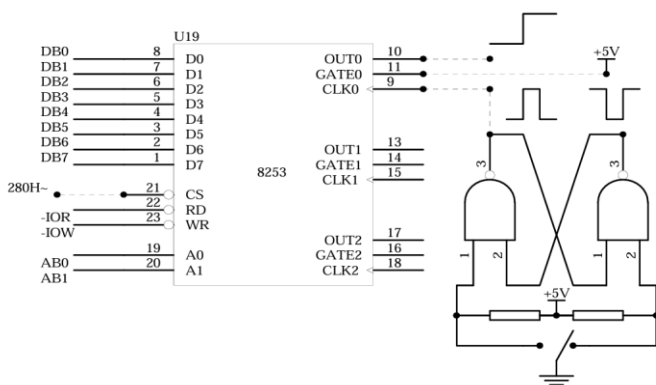 U19
DB0 8 D0 OUT0 10
DB1 7 D1 GATE0 11
DB2 6 D2 CLK0 9
DB3 5 D3
DB4 4 D4
DB5 3 D5 OUT1 13
DB6 2 D6 GATE1 14
DB7 1 D7 CLK1 15
8253
280H~ 21 CS
-IOR 22 RD
-IOW 23 WR
OUT2 17
AB0 19 A0 GATE2 16
AB1 20 A1 CLK2 18
+5V
3 3
1 2 1 2
+5V